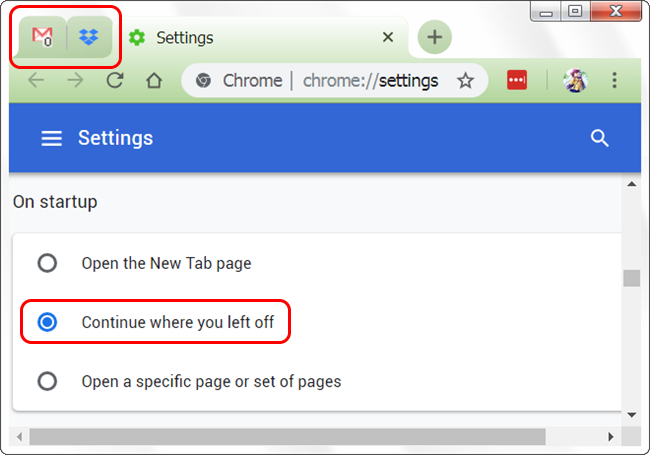 0
Settings
Chrome | chrome://settings
Settings
On startup
Open the New Tab page
Continue where you left off
Open a specific page or set of pages